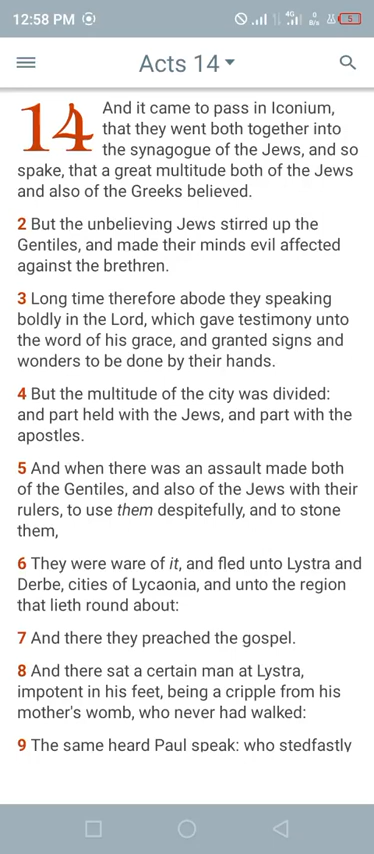 12:58 PM 4G 0 B/s 5
Acts 14
14 And it came to pass in Iconium,
that they went both together into
the synagogue of the Jews, and so
spake, that a great multitude both of the Jews
and also of the Greeks believed.
2 But the unbelieving Jews stirred up the
Gentiles, and made their minds evil affected
against the brethren.
3 Long time therefore abode they speaking
boldly in the Lord, which gave testimony unto
the word of his grace, and granted signs and
wonders to be done by their hands.
4 But the multitude of the city was divided:
and part held with the Jews, and part with the
apostles.
5 And when there was an assault made both
of the Gentiles, and also of the Jews with their
rulers, to use them despitefully, and to stone
them,
6 They were ware of it, and fled unto Lystra and
Derbe, cities of Lycaonia, and unto the region
that lieth round about:
7 And there they preached the gospel.
8 And there sat a certain man at Lystra,
impotent in his feet, being a cripple from his
mother's womb, who never had walked:
9 The same heard Paul speak: who stedfastly